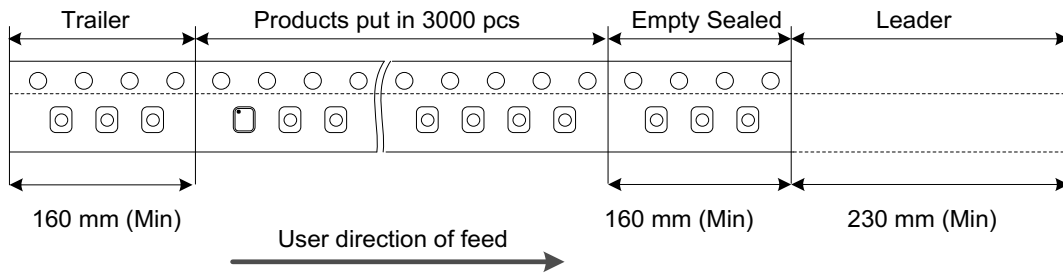 Trailer
Products put in 3000 pcs
Empty Sealed
Leader
160 mm (Min)
160 mm (Min)
230 mm (Min)
User direction of feed